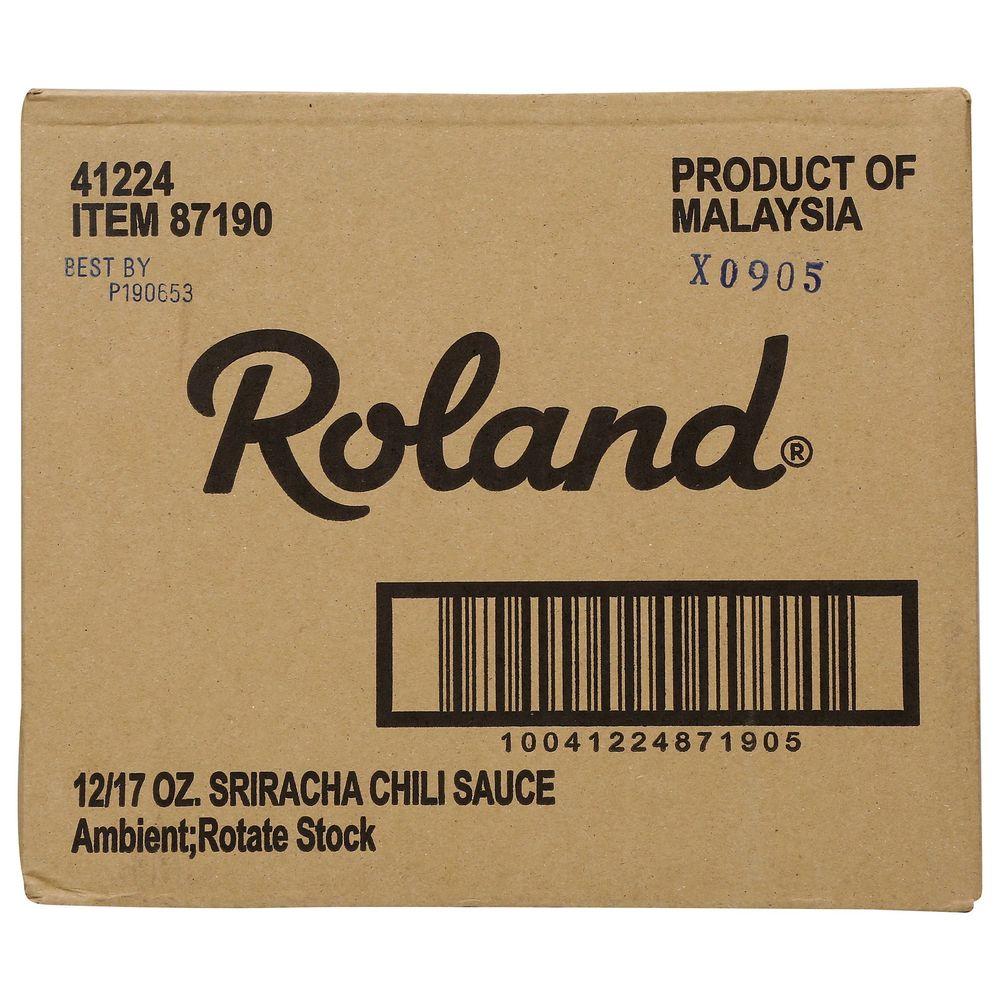 41224
ITEM 87190
BEST BY
P190653
PRODUCT OF
MALAYSIA
X0905
Roland®
10041224871905
12/17 OZ. SRIRACHA CHILI SAUCE
Ambient;Rotate Stock